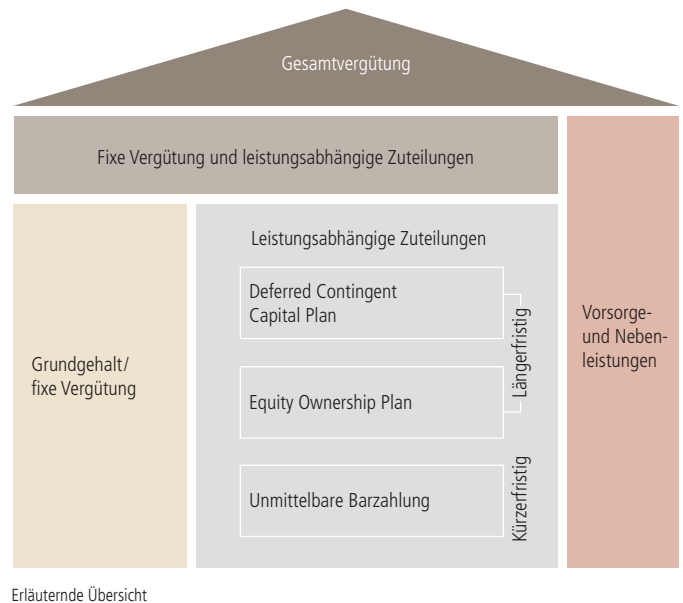 Gesamtvergütung
Fixe Vergütung und leistungsabhängige Zuteilungen
Grundgehalt/
fixe Vergütung
Leistungsabhängige Zuteilungen
Deferred Contingent
Capital Plan
Equity Ownership Plan
Längerfristig
Unmittelbare Barzahlung
Kürzerfristig
Vorsorge-
und Neben-
leistungen
Erläuternde Übersicht